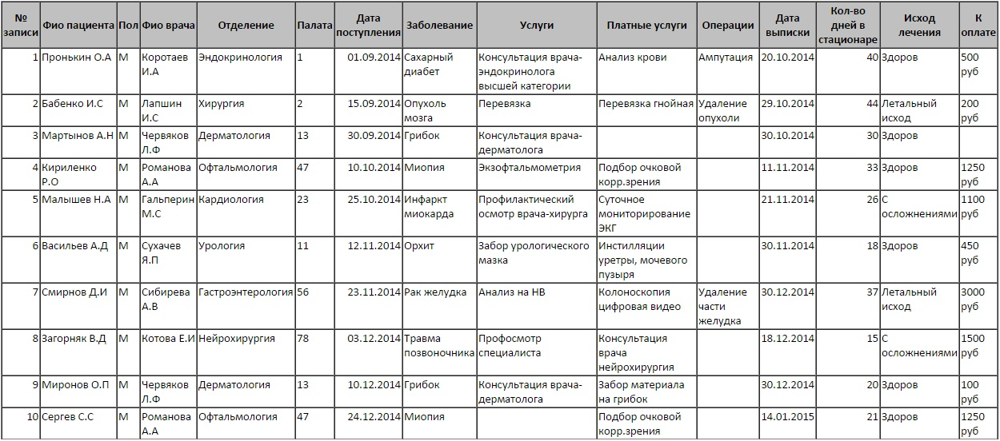 № записи | Фио пациента | Пол | Фио врача | Отделение | Палата | Дата поступления | Заболевание | Услуги | Платные услуги | Операции | Дата выписки | Кол-во дней в стационаре | Исход лечения | К оплате
1 | Пронькин О.А | М | Коротаев И.А | Эндокринология | 1 | 01.09.2014 | Сахарный диабет | Консультация врача-эндокринолога высшей категории | Анализ крови | Ампутация | 20.10.2014 | 40 | Здоров | 500 руб
2 | Бабенко И.С | М | Лапшин И.С | Хирургия | 2 | 15.09.2014 | Опухоль мозга | Перевязка | Перевязка гнойная | Удаление опухоли | 29.10.2014 | 44 | Летальный исход | 200 руб
3 | Мартынов А.Н | М | Червяков Л.Ф | Дерматология | 13 | 30.09.2014 | Грибок | Консультация врача-дерматолога | | | 30.10.2014 | 30 | Здоров |
4 | Кириленко Р.О | М | Романова А.А | Офтальмология | 47 | 10.10.2014 | Миопия | Экзофтальмометрия | Подбор очковой корр.зрения | | 11.11.2014 | 33 | Здоров | 1250 руб
5 | Малышев Н.А | М | Гальперин М.С | Кардиология | 23 | 25.10.2014 | Инфаркт миокарда | Профилактический осмотр врача-хирурга | Суточное мониторирование ЭКГ | | 21.11.2014 | 26 | С осложнениями | 1100 руб
6 | Васильев А.Д | М | Сухачев Я.П | Урология | 11 | 12.11.2014 | Орхит | Забор урологического мазка | Инстилляции уретры, мочевого пузыря | | 30.11.2014 | 18 | Здоров | 450 руб
7 | Смирнов Д.И | М | Сибирева А.В | Гастроэнтерология | 56 | 23.11.2014 | Рак желудка | Анализ на HB | Колоноскопия цифровая видео | Удаление части желудка | 30.12.2014 | 37 | Летальный исход | 3000 руб
8 | Загорняк В.Д | М | Котова Е.И | Нейрохирургия | 78 | 03.12.2014 | Травма позвоночника | Профосмотр специалиста | Консультация врача нейрохирургия | | 18.12.2014 | 15 | С осложнениями | 1500 руб
9 | Миронов О.П | М | Червяков Л.Ф | Дерматология | 13 | 10.12.2014 | Грибок | Консультация врача-дерматолога | Забор материала на грибок | | 30.12.2014 | 20 | Здоров | 100 руб
10 | Сергев С.С | М | Романова А.А | Офтальмология | 47 | 24.12.2014 | Миопия | | Подбор очковой корр.зрения | | 14.01.2015 | 21 | Здоров | 1250 руб